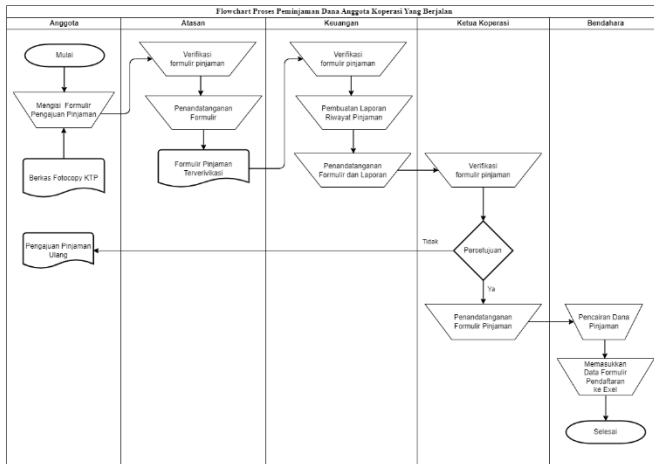 Flowchart Proses Peminjaman Dana Anggota Koperasi Yang Berjalan
Anggota
Atasan
Keuangan
Ketua Koperasi
Bendahara
Mulai
Mengisi Formulir
Pengajuan Pinjaman
Berkas Fotocopy KTP
Pengajuan Pinjaman
Ulang
Verifikasi
formulir pinjaman
Penandatanganan
Formulir
Formulir Pinjaman
Terverivikasi
Verifikasi
formulir pinjaman
Pembuatan Laporan
Riwayat Pinjaman
Penandatanganan
Formulir dan Laporan
Verifikasi
formulir pinjaman
Persetujuan
Tidak
Ya
Penandatanganan
Formulir Pinjaman
Pencairan Dana
Pinjaman
Memasukkan
Data Formulir
Pendaftaran
ke Exel
Selesai